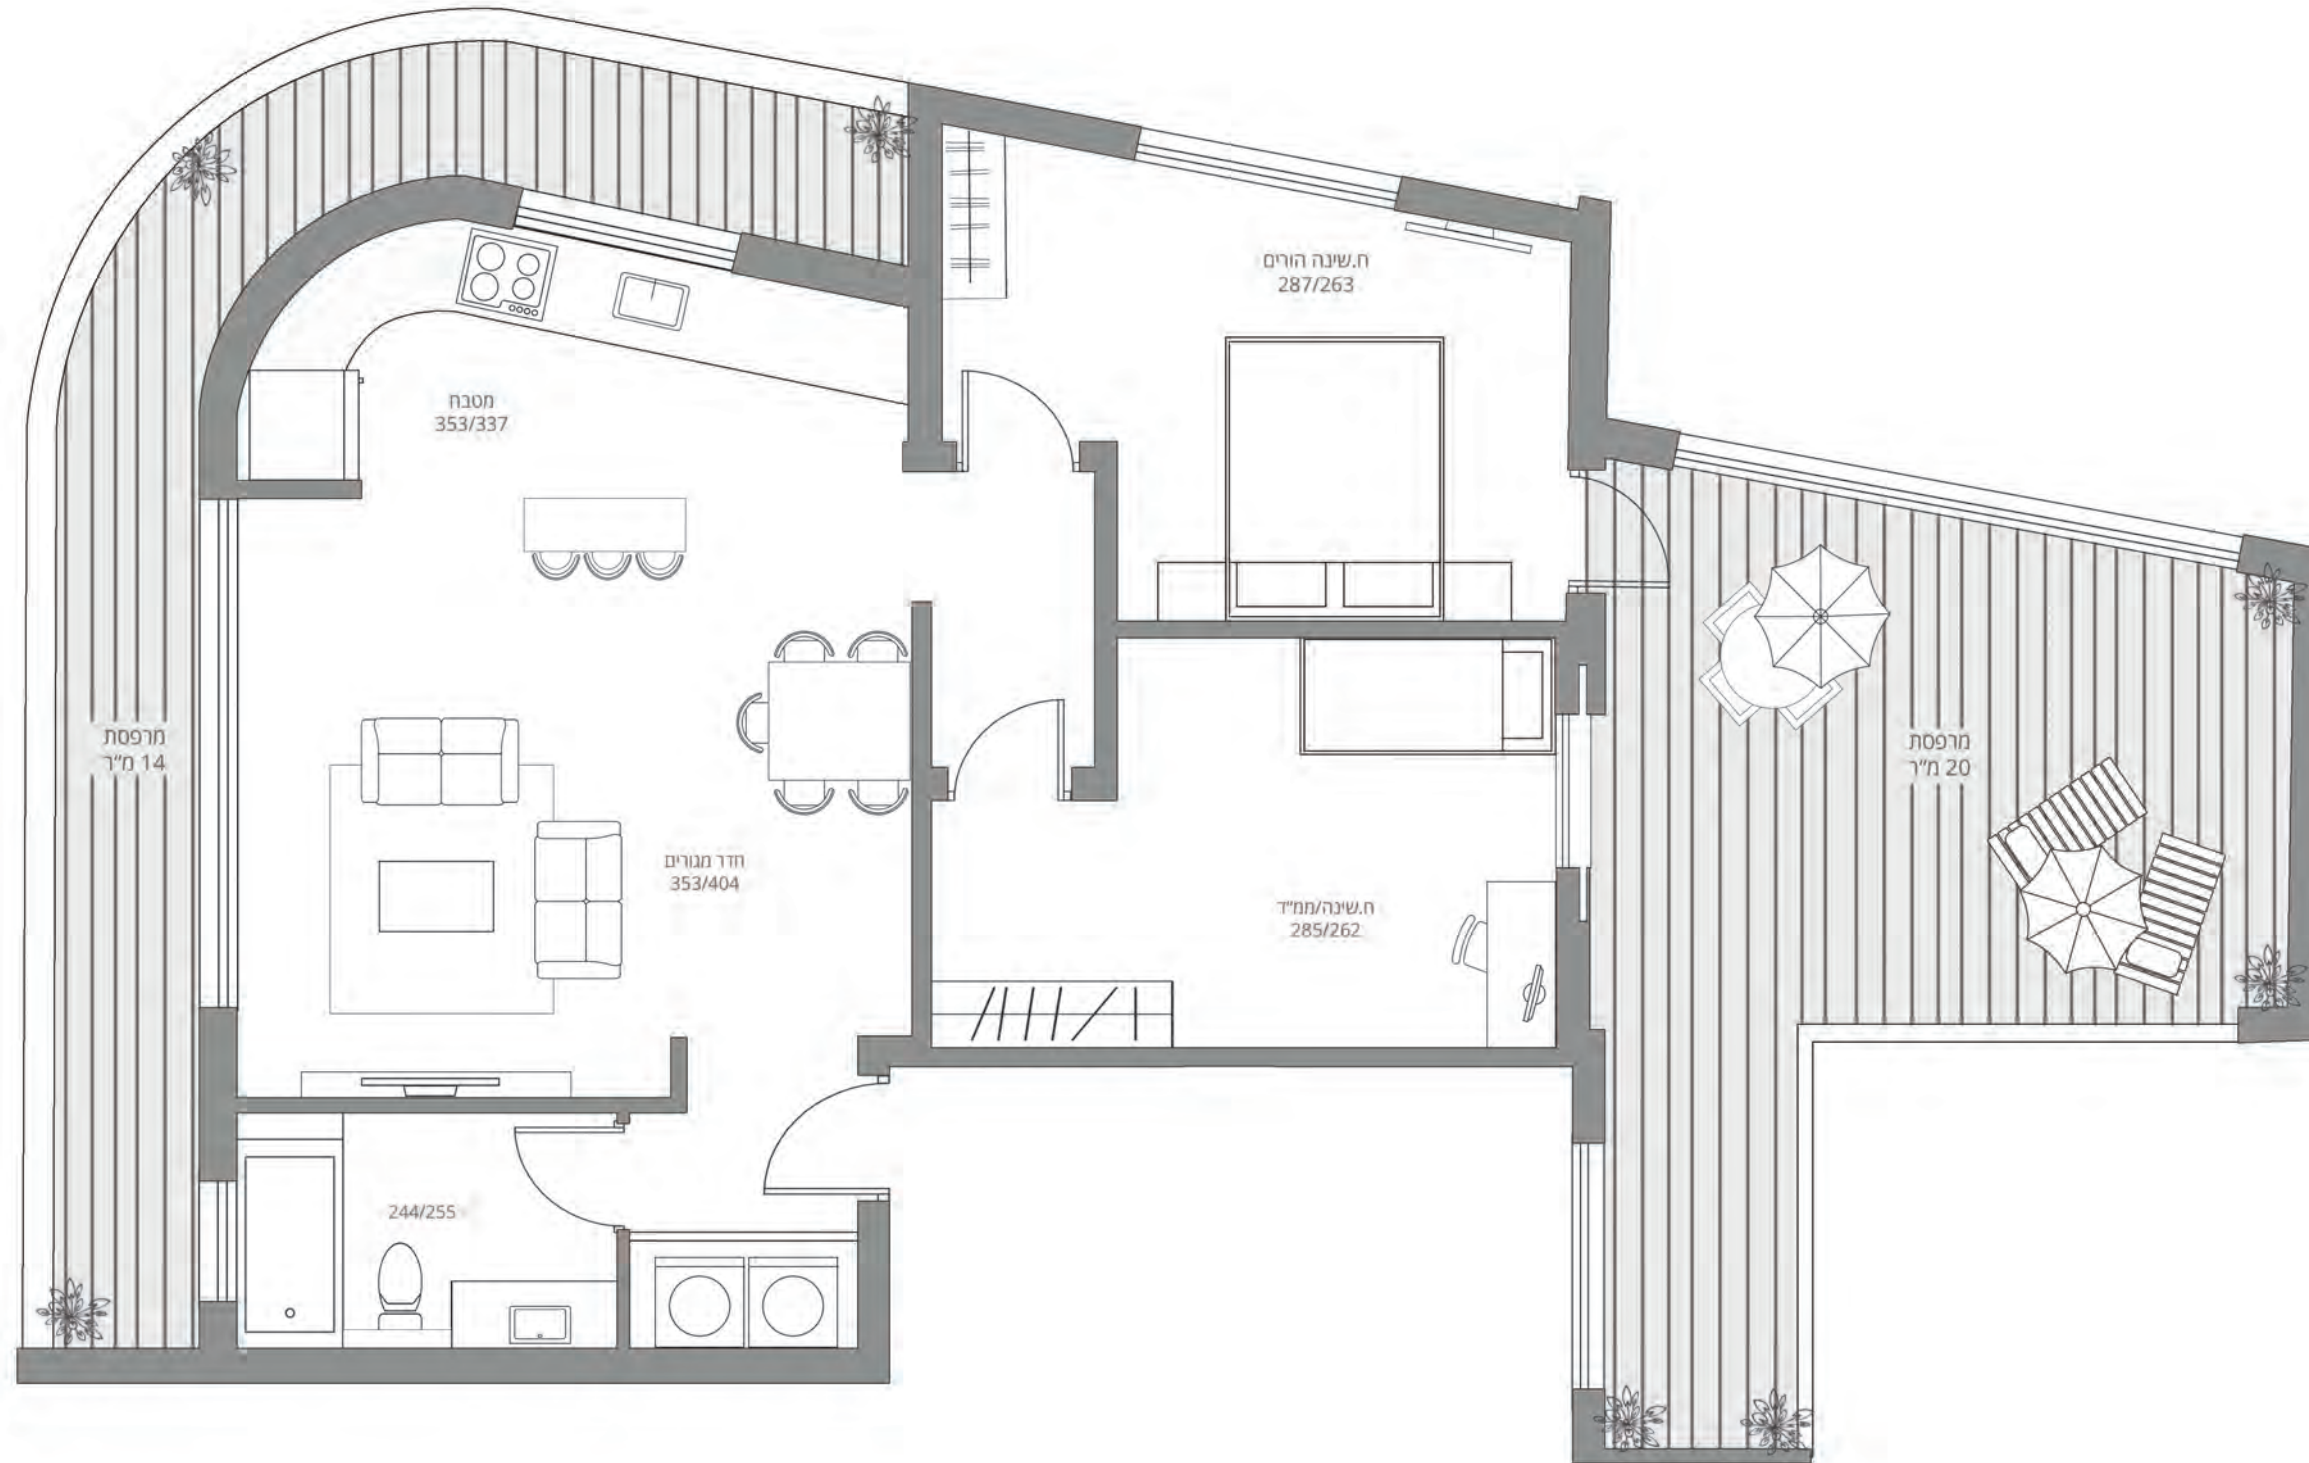 ח.שינה הורים
287/263
מטבח
353/337
מרפסת
20 מ״ר
מרפסת
14 מ״ר
חדר מגורים
353/404
ח.שינה/ממ״ד
285/262
244/255